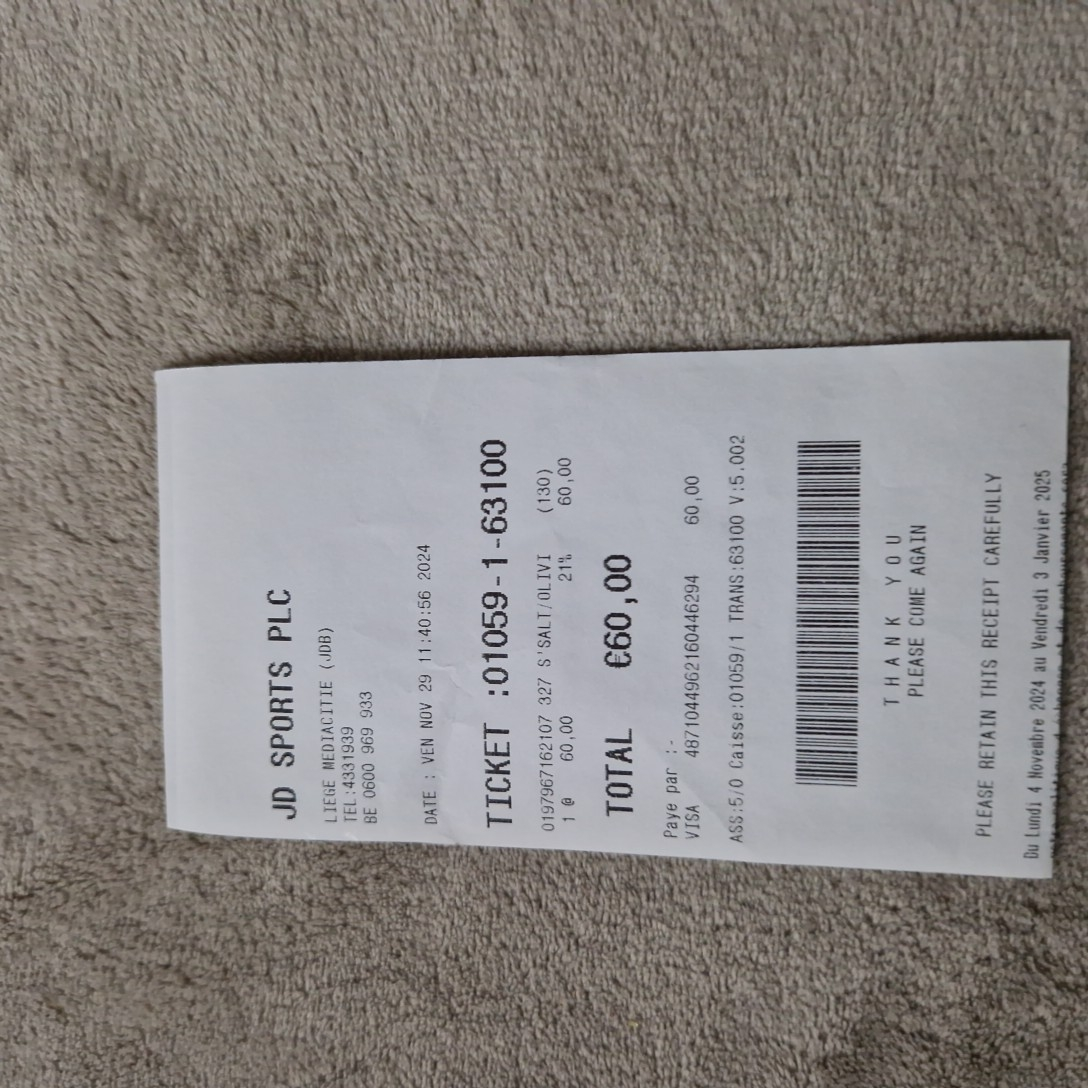 JD SPORTS PLC
LIEGE MEDIACITIE (JDB)
TEL:4331939
BE 0600 969 933
DATE : VEN NOV 29 11:40:56 2024
TICKET :01059-1-63100
0197967162107 327 S'SALT/OLIVI (130)
1 @ 60,00 21% 60,00
TOTAL €60,00
Paye par :-
VISA 4871044962160446294 60,00
ASS:5/0 Caisse:01059/1 TRANS:63100 V:5.002
THANK YOU
PLEASE COME AGAIN
PLEASE RETAIN THIS RECEIPT CAREFULLY
Du Lundi 4 Novembre 2024 au Vendredi 3 Janvier 2025